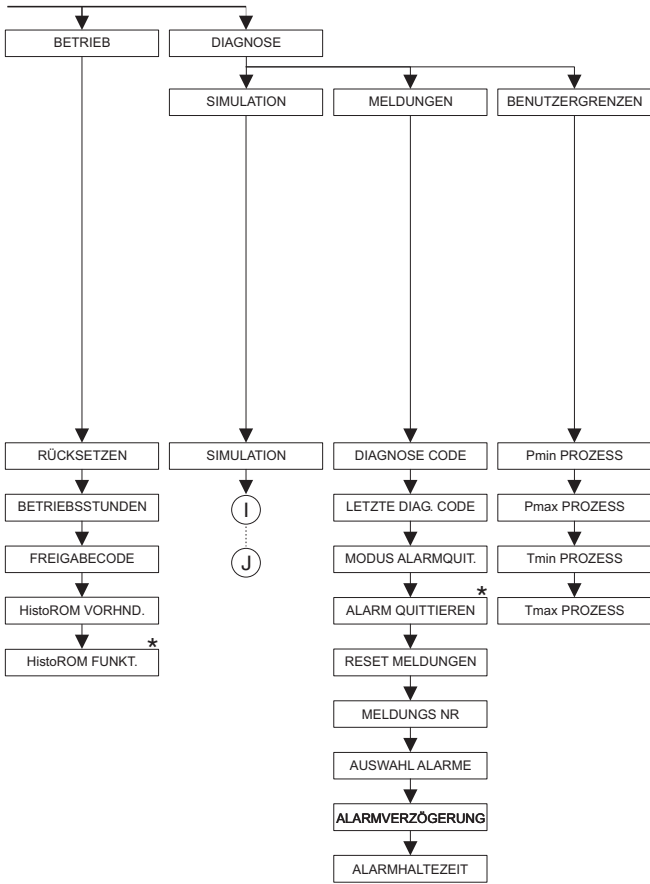 BETRIEB
DIAGNOSE
SIMULATION
MELDUNGEN
BENUTZERGRENZEN
RÜCKSETZEN
BETRIEBSSTUNDEN
FREIGABECODE
HistoROM VORHND.
*
HistoROM FUNKT.
SIMULATION
I
J
DIAGNOSE CODE
LETZTE DIAG. CODE
MODUS ALARMQUIT.
*
ALARM QUITTIEREN
RESET MELDUNGEN
MELDUNGS NR
AUSWAHL ALARME
ALARMVERZÖGERUNG
ALARMHALTEZEIT
Pmin PROZESS
Pmax PROZESS
Tmin PROZESS
Tmax PROZESS